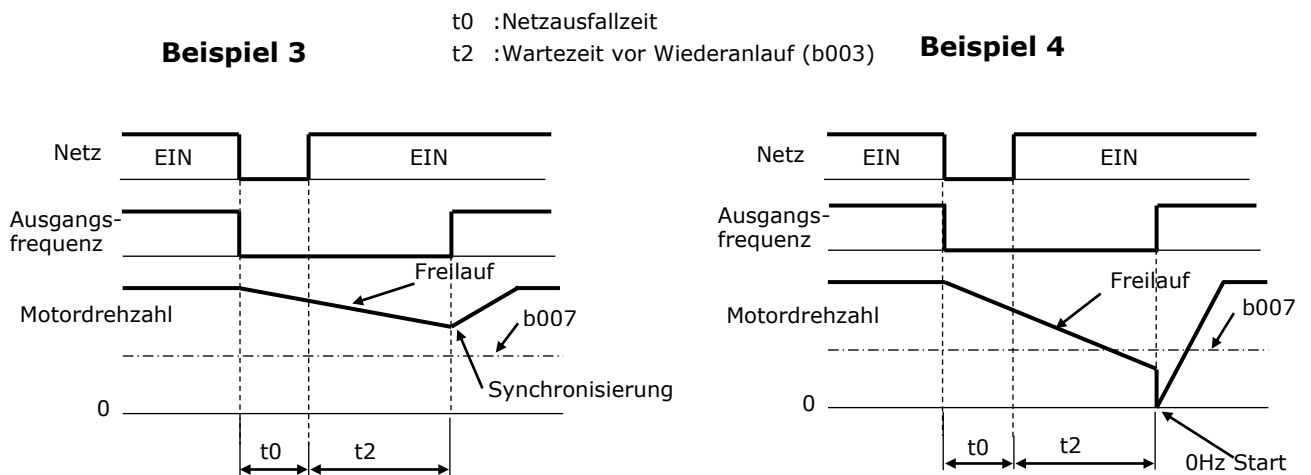 t0 :Netzausfallzeit
t2 :Wartezeit vor Wiederanlauf (b003)
Beispiel 3
Netz
EIN
EIN
Ausgangs-
frequenz
Freilauf
Motordrehzahl
b007
Synchronisierung
0
t0
t2
Beispiel 4
Netz
EIN
EIN
Ausgangs-
frequenz
Freilauf
Motordrehzahl
b007
0
t0
t2
0Hz Start